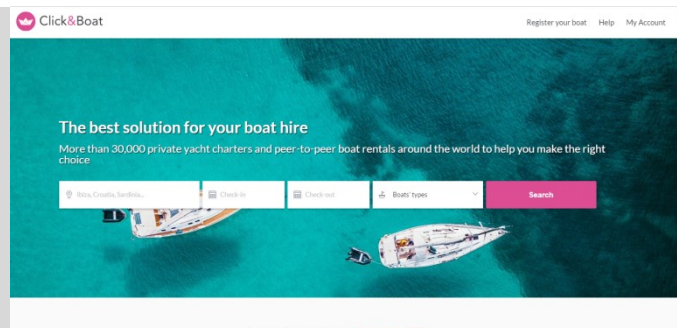 Click&Boat
Register your boat Help My Account
The best solution for your boat hire
More than 30,000 private yacht charters and peer-to-peer boat rentals around the world to help you make the right
choice
Ibiza, Croatia, Sardinia... Check-in Check-out Boats' types Search